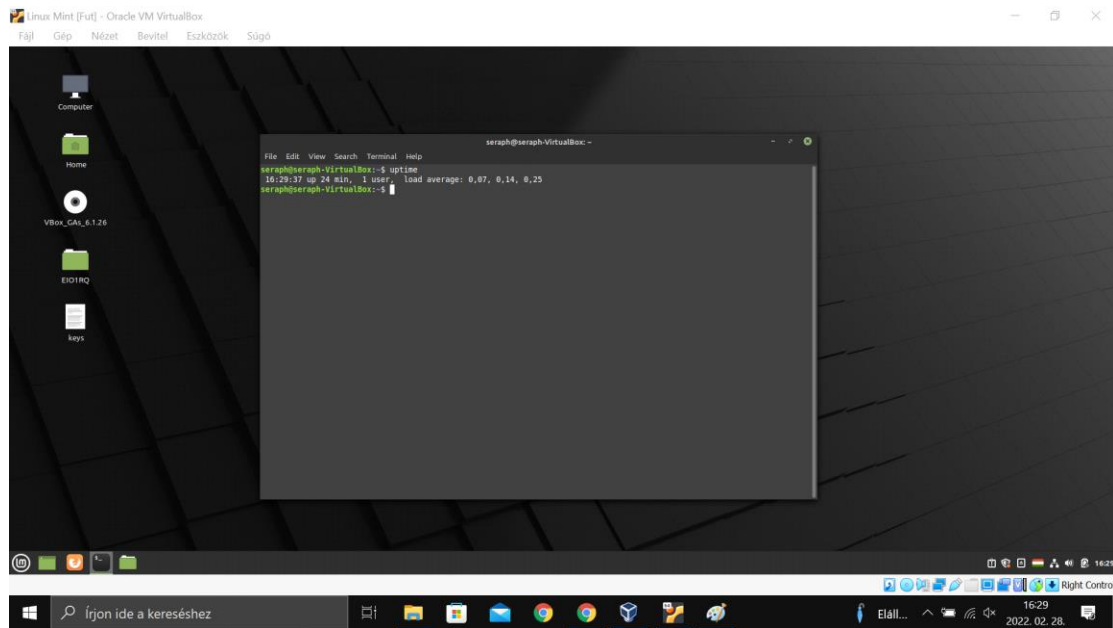 Linux Mint [Fut] - Oracle VM VirtualBox
Fájl Gép Nézet Bevitel Eszközök Súgó
Computer
Home
VBox_GAs_6.1.26
EIO1RQ
keys
seraph@seraph-VirtualBox: ~
File Edit View Search Terminal Help
seraph@seraph-VirtualBox:~$ uptime
16:29:37 up 24 min, 1 user, load average: 0,07, 0,14, 0,25
seraph@seraph-VirtualBox:~$
16:29
Right Contro
Írjon ide a kereséshez
Eláll...
16:29
2022. 02. 28.